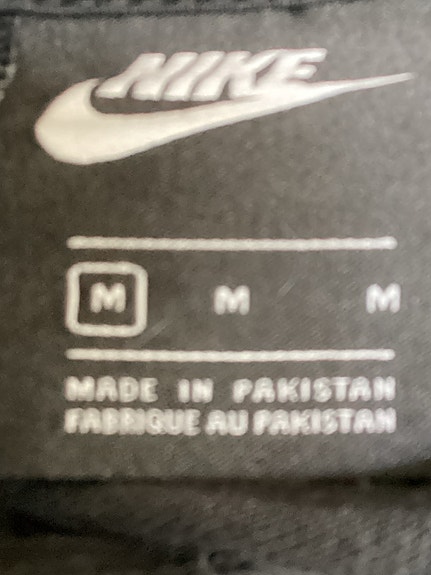 NIKE
M M M
MADE IN PAKISTAN
FABRIQUE AU PAKISTAN